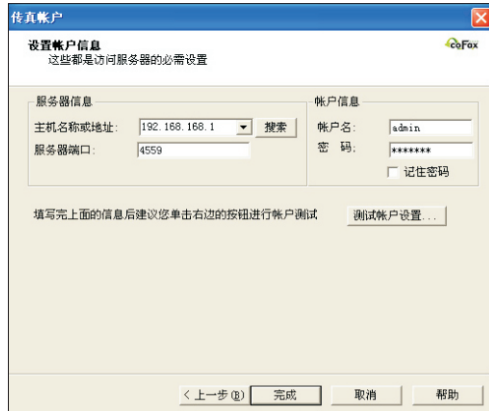 传真帐户
设置帐户信息
这些都是访问服务器的必需设置
coFax
服务器信息
主机名称或地址: 192.168.168.1 搜索
服务器端口: 4559
帐户信息
帐户名: admin
密 码: *******
记住密码
填写完上面的信息后建议您单击右边的按钮进行帐户测试 测试帐户设置...
< 上一步(B) 完成 取消 帮助